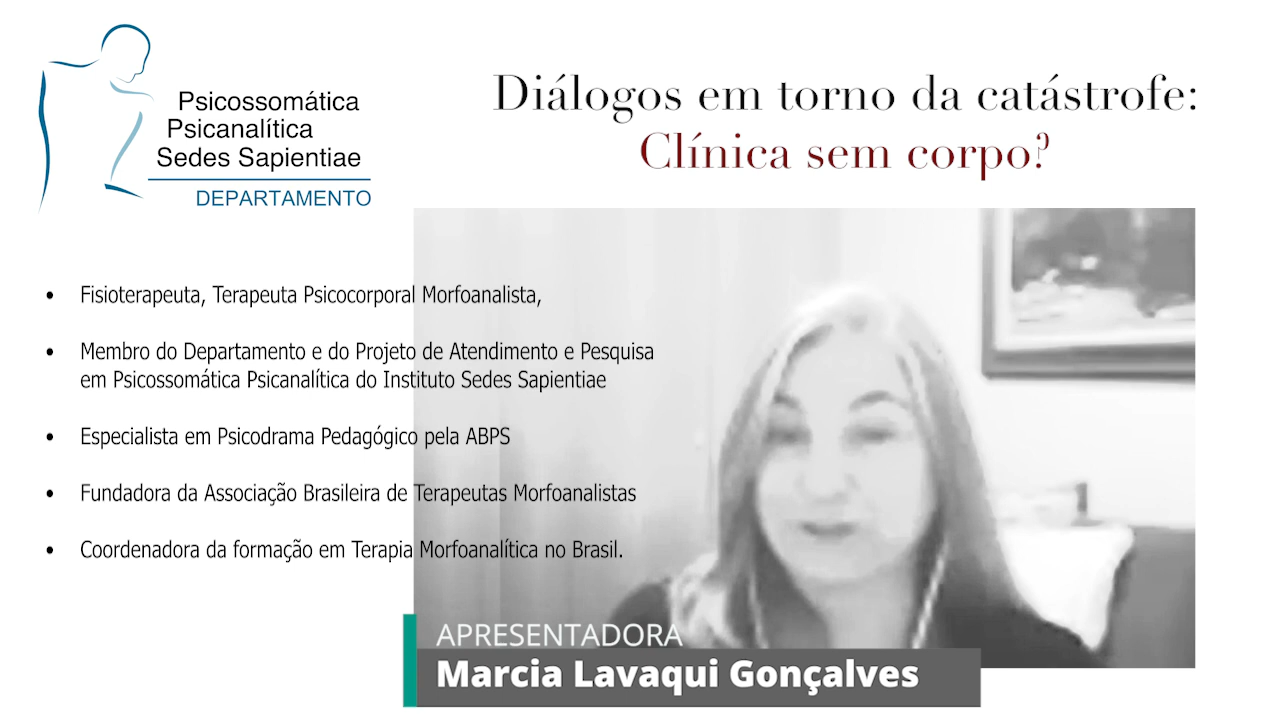 Psicossomática
Psicanalítica
Sedes Sapientiae
DEPARTAMENTO
Diálogos em torno da catástrofe:
Clínica sem corpo?
• Fisioterapeuta, Terapeuta Psicocorporal Morfoanalista,
• Membro do Departamento e do Projeto de Atendimento e Pesquisa
em Psicossomática Psicanalítica do Instituto Sedes Sapientiae
• Especialista em Psicodrama Pedagógico pela ABPS
• Fundadora da Associação Brasileira de Terapeutas Morfoanalistas
• Coordenadora da formação em Terapia Morfoanalítica no Brasil.
APRESENTADORA
Marcia Lavaqui Gonçalves